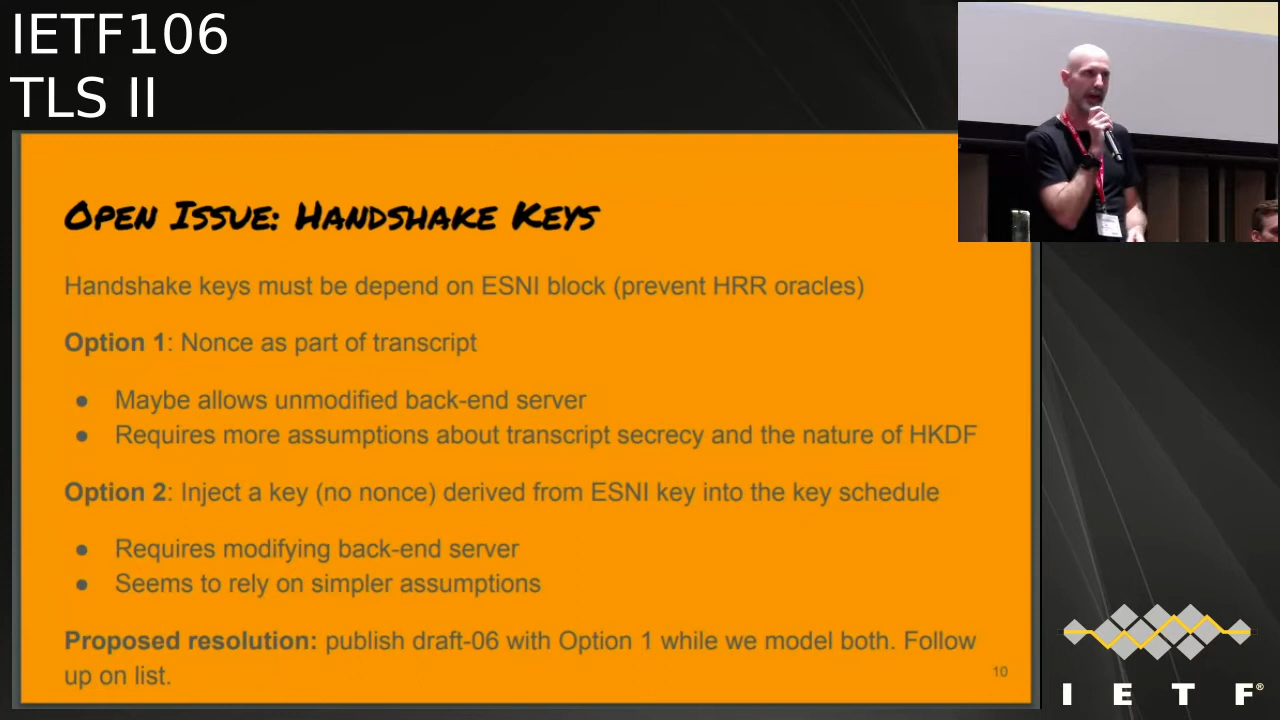 IETF106
TLS II
Open Issue: Handshake Keys
Handshake keys must be depend on ESNI block (prevent HRR oracles)
Option 1: Nonce as part of transcript
● Maybe allows unmodified back-end server
● Requires more assumptions about transcript secrecy and the nature of HKDF
Option 2: Inject a key (no nonce) derived from ESNI key into the key schedule
● Requires modifying back-end server
● Seems to rely on simpler assumptions
Proposed resolution: publish draft-06 with Option 1 while we model both. Follow
up on list.
10
I E T F®